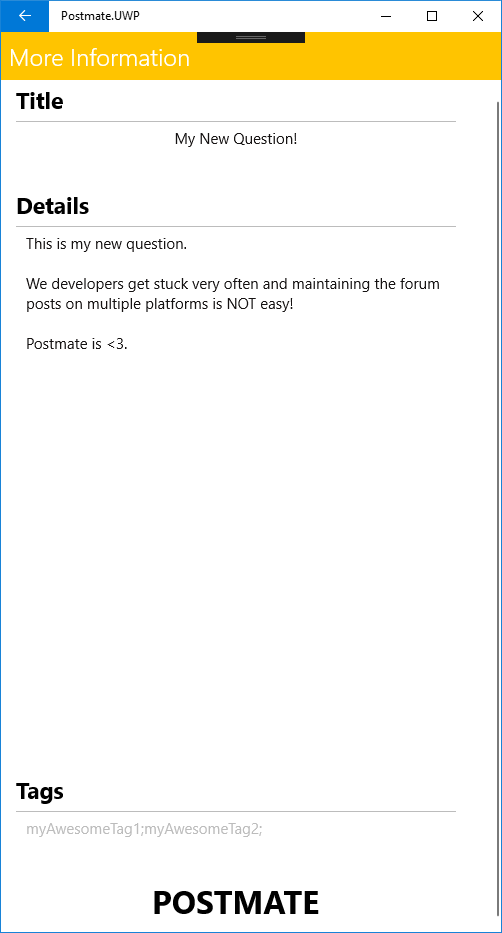 Postmate.UWP
More Information
Title
My New Question!
Details
This is my new question.
We developers get stuck very often and maintaining the forum
posts on multiple platforms is NOT easy!
Postmate is <3.
Tags
myAwesomeTag1;myAwesomeTag2;
POSTMATE